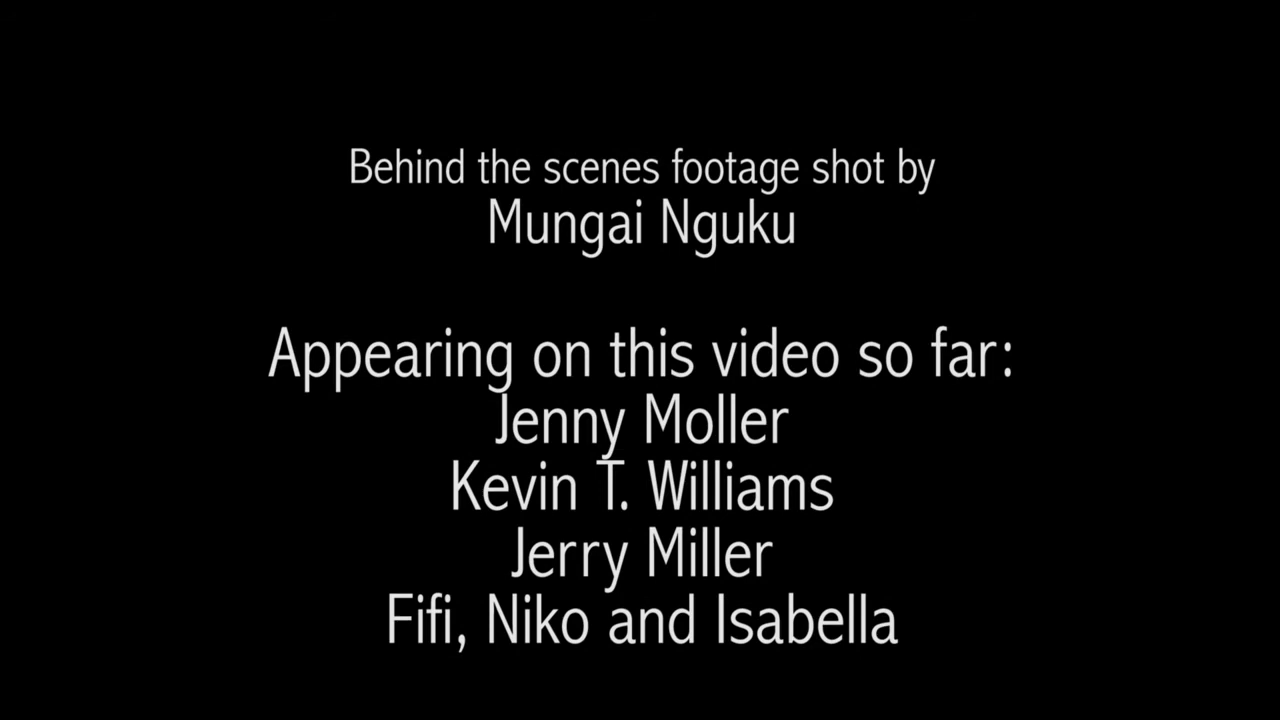 Behind the scenes footage shot by
Mungai Nguku
Appearing on this video so far:
Jenny Moller
Kevin T. Williams
Jerry Miller
Fifi, Niko and Isabella